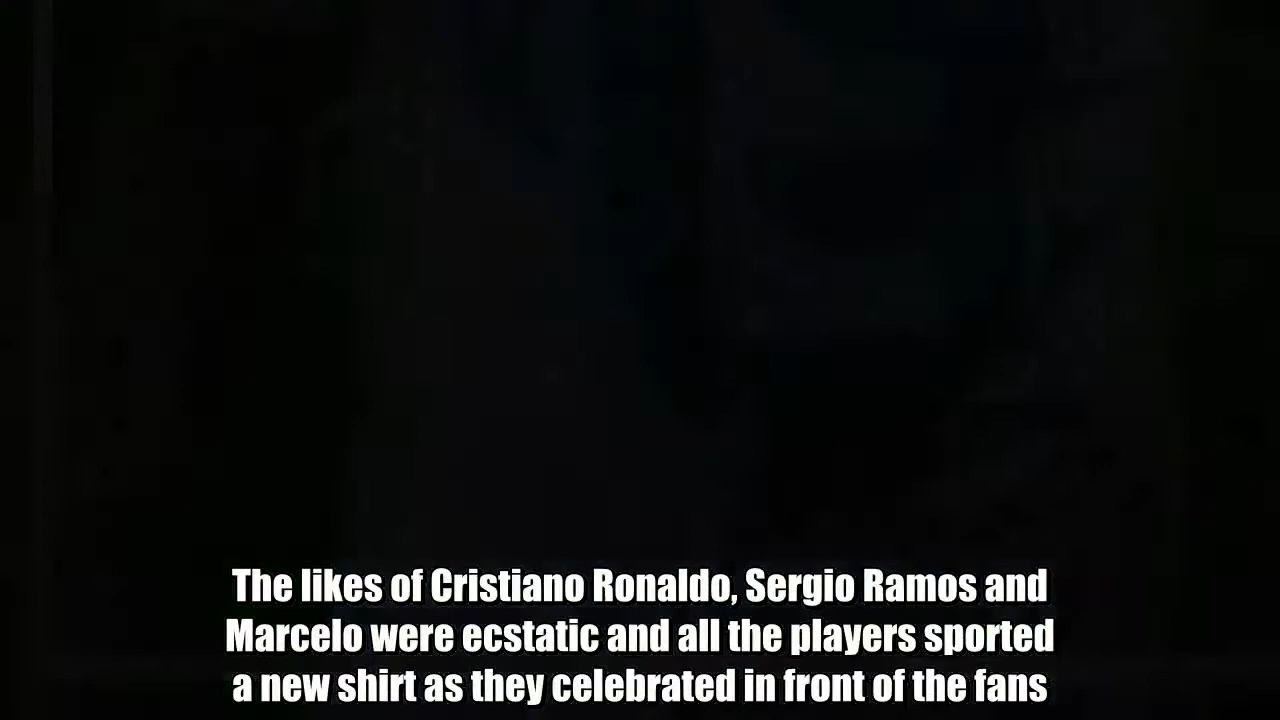 The likes of Cristiano Ronaldo, Sergio Ramos and
Marcelo were ecstatic and all the players sported
a new shirt as they celebrated in front of the fans